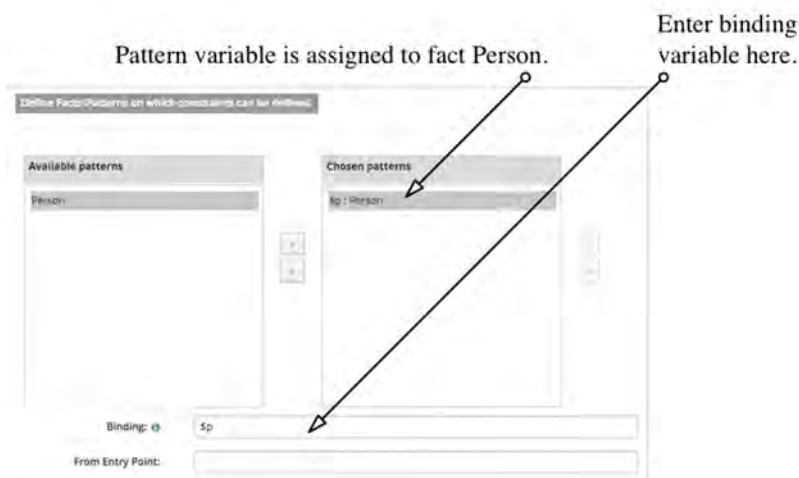 Enter binding
Pattern variable is assigned to fact Person. variable here.
Define Facts/Patterns on which constraints can be defined.
Available patterns
Chosen patterns
Person
$p : Person
Binding:
$p
From Entry Point: